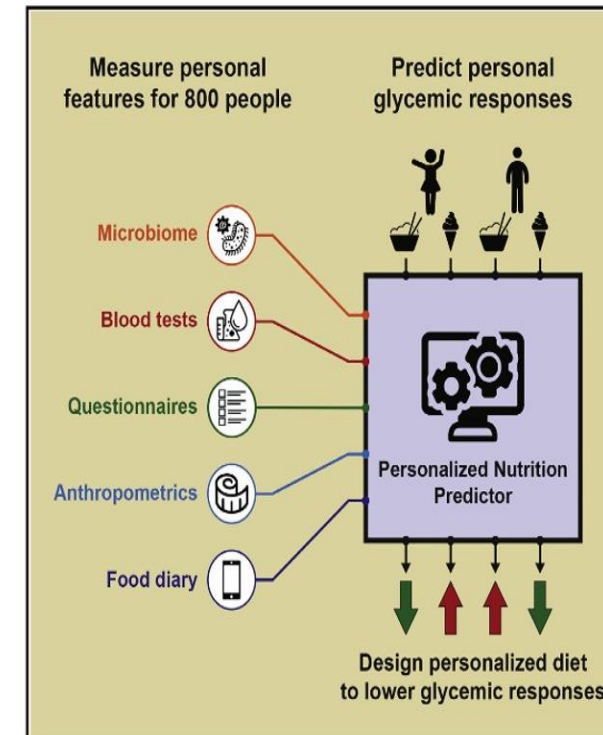 Measure personal
features for 800 people
Predict personal
glycemic responses
Microbiome
Blood tests
Questionnaires
Anthropometrics
Food diary
Personalized Nutrition
Predictor
Design personalized diet
to lower glycemic responses